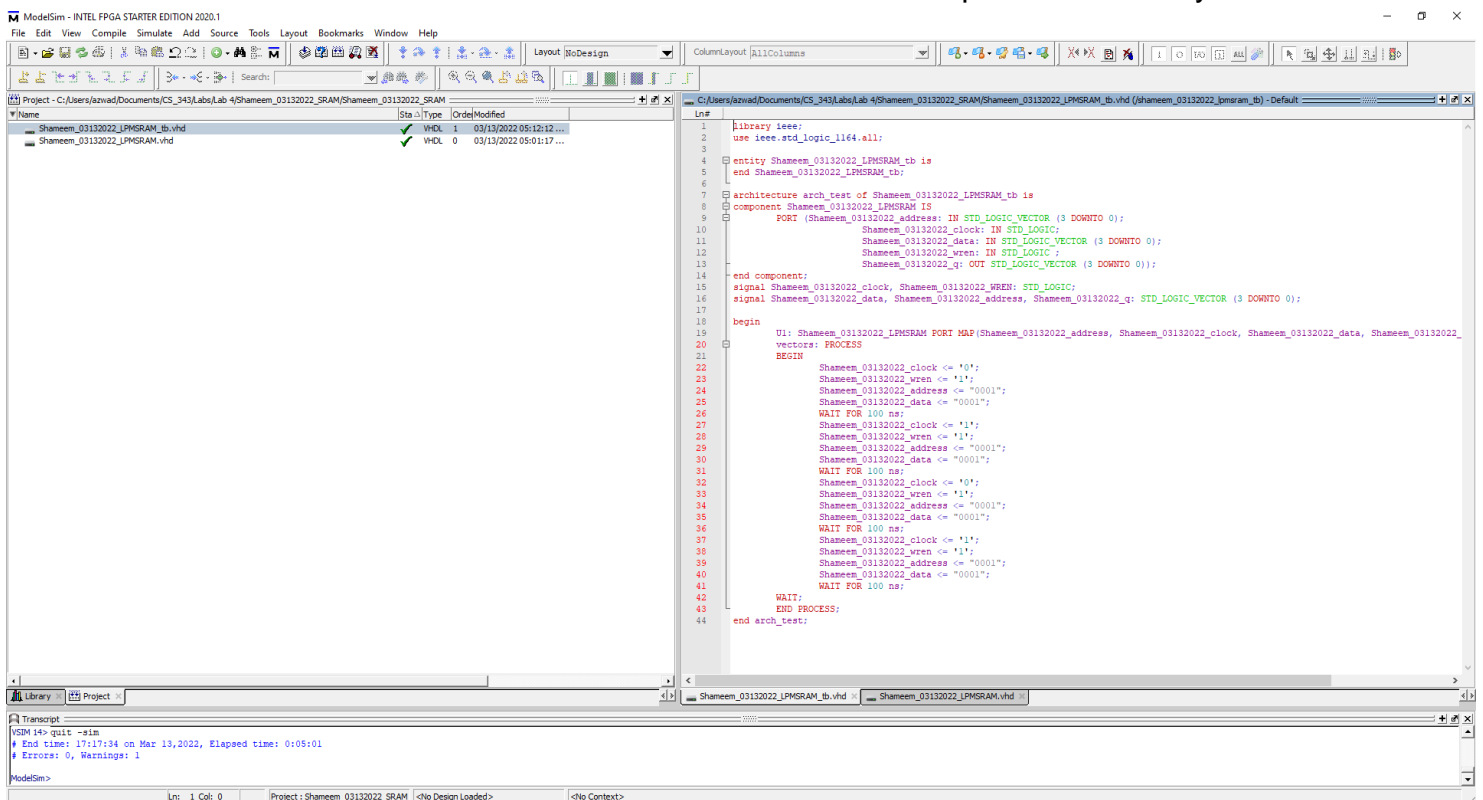 ModelSim - INTEL FPGA STARTER EDITION 2020.1
File Edit View Compile Simulate Add Source Tools Layout Bookmarks Window Help
Layout NoDesign
ColumnLayout AllColumns
Search:
Project - C:/Users/azwad/Documents/CS_343/Labs/Lab 4/Shameem_03132022_SRAM/Shameem_03132022_SRAM
Name Sta Type Order Modified
Shameem_03132022_LPMSRAM_tb.vhd VHDL 1 03/13/2022 05:12:12 ...
Shameem_03132022_LPMSRAM.vhd VHDL 0 03/13/2022 05:01:17 ...
C:/Users/azwad/Documents/CS_343/Labs/Lab 4/Shameem_03132022_SRAM/Shameem_03132022_LPMSRAM_tb.vhd (/shameem_03132022_lpmsram_tb) - Default
Ln#
1 library ieee;
2 use ieee.std_logic_1164.all;
3
4 entity Shameem_03132022_LPMSRAM_tb is
5 end Shameem_03132022_LPMSRAM_tb;
6
7 architecture arch_test of Shameem_03132022_LPMSRAM_tb is
8 component Shameem_03132022_LPMSRAM IS
9 PORT (Shameem_03132022_address: IN STD_LOGIC_VECTOR (3 DOWNTO 0);
10 Shameem_03132022_clock: IN STD_LOGIC;
11 Shameem_03132022_data: IN STD_LOGIC_VECTOR (3 DOWNTO 0);
12 Shameem_03132022_wren: IN STD_LOGIC ;
13 Shameem_03132022_q: OUT STD_LOGIC_VECTOR (3 DOWNTO 0));
14 end component;
15 signal Shameem_03132022_clock, Shameem_03132022_WREN: STD_LOGIC;
16 signal Shameem_03132022_data, Shameem_03132022_address, Shameem_03132022_q: STD_LOGIC_VECTOR (3 DOWNTO 0);
17
18 begin
19 U1: Shameem_03132022_LPMSRAM PORT MAP(Shameem_03132022_address, Shameem_03132022_clock, Shameem_03132022_data, Shameem_03132022_
20 vectors: PROCESS
21 BEGIN
22 Shameem_03132022_clock <= '0';
23 Shameem_03132022_wren <= '1';
24 Shameem_03132022_address <= "0001";
25 Shameem_03132022_data <= "0001";
26 WAIT FOR 100 ns;
27 Shameem_03132022_clock <= '1';
28 Shameem_03132022_wren <= '1';
29 Shameem_03132022_address <= "0001";
30 Shameem_03132022_data <= "0001";
31 WAIT FOR 100 ns;
32 Shameem_03132022_clock <= '0';
33 Shameem_03132022_wren <= '1';
34 Shameem_03132022_address <= "0001";
35 Shameem_03132022_data <= "0001";
36 WAIT FOR 100 ns;
37 Shameem_03132022_clock <= '1';
38 Shameem_03132022_wren <= '1';
39 Shameem_03132022_address <= "0001";
40 Shameem_03132022_data <= "0001";
41 WAIT FOR 100 ns;
42 WAIT;
43 END PROCESS;
44 end arch_test;
Library Project
Shameem_03132022_LPMSRAM_tb.vhd Shameem_03132022_LPMSRAM.vhd
Transcript
VSIM 14> quit -sim
# End time: 17:17:34 on Mar 13,2022, Elapsed time: 0:05:01
# Errors: 0, Warnings: 1
ModelSim>
Ln: 1 Col: 0 Project : Shameem_03132022_SRAM <No Design Loaded> <No Context>